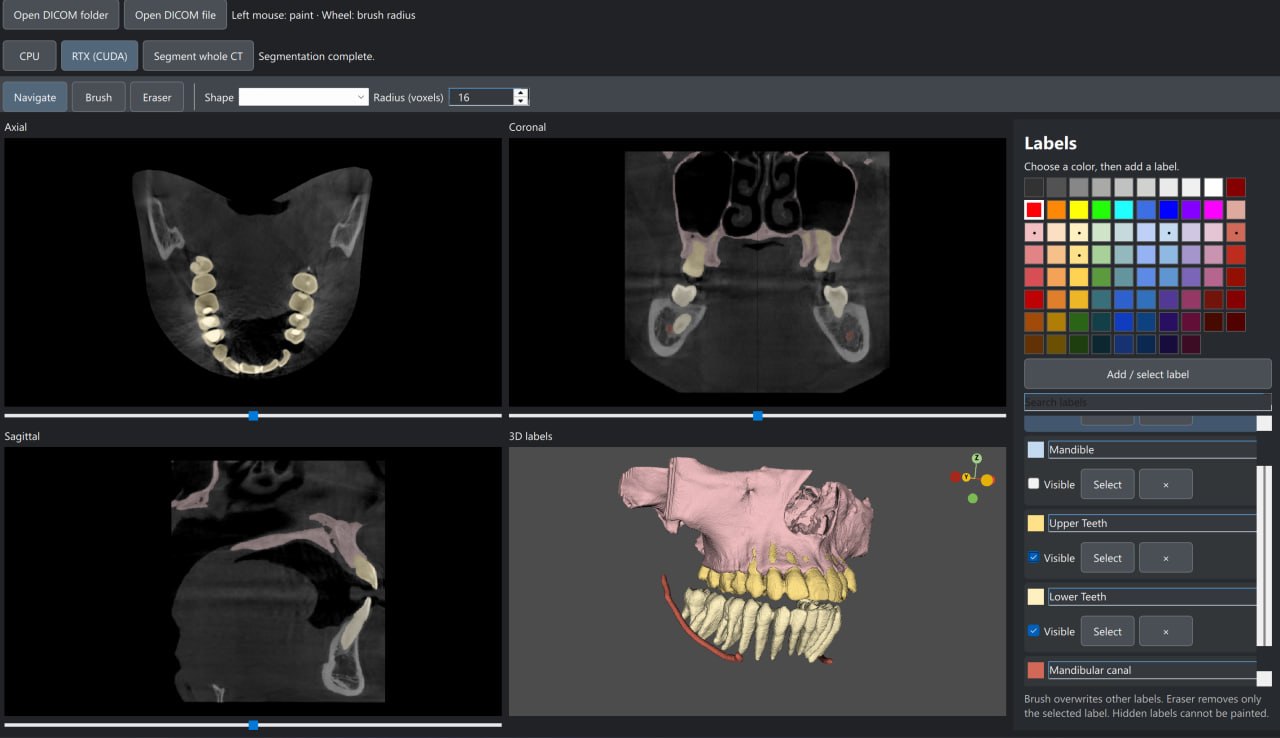 Open DICOM folder Open DICOM file Left mouse: paint · Wheel: brush radius
CPU RTX (CUDA) Segment whole CT Segmentation complete.
Navigate Brush Eraser Shape Radius (voxels) 16
Axial
Coronal
Sagittal
3D labels
Z
Y
Labels
Choose a color, then add a label.
Add / select label
Search labels
Mandible
Visible Select ×
Upper Teeth
Visible Select ×
Lower Teeth
Visible Select ×
Mandibular canal
Brush overwrites other labels. Eraser removes only
the selected label. Hidden labels cannot be painted.